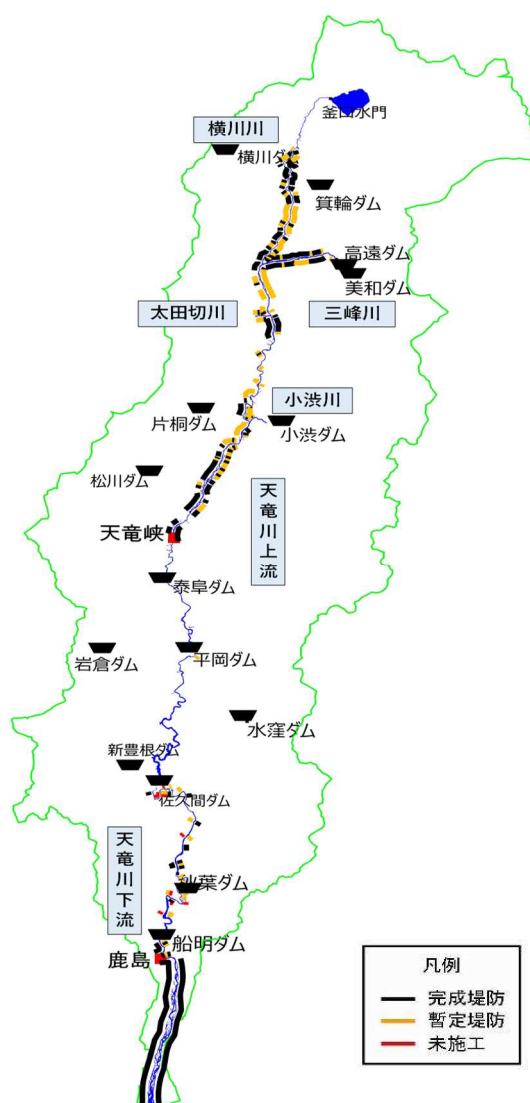 釜口水門
横川川
横川ダム
箕輪ダム
高遠ダム
美和ダム
太田切川
三峰川
小渋川
片桐ダム
小渋ダム
松川ダム
天竜川上流
天竜峡
泰阜ダム
岩倉ダム
平岡ダム
水窪ダム
新豊根ダム
佐久間ダム
天竜川下流
秋葉ダム
船明ダム
鹿島
凡例
完成堤防
暫定堤防
未施工